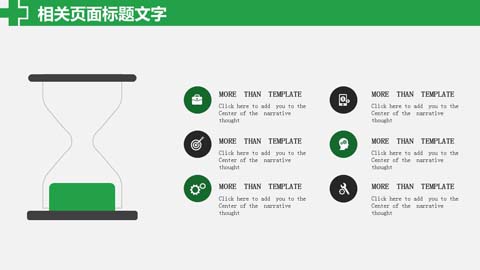 相关页面标题文字
MORE THAN TEMPLATE
Click here to add you to the
Center of the narrative
thought
MORE THAN TEMPLATE
Click here to add you to the
Center of the narrative
thought
MORE THAN TEMPLATE
Click here to add you to the
Center of the narrative
thought
MORE THAN TEMPLATE
Click here to add you to the
Center of the narrative
thought
MORE THAN TEMPLATE
Click here to add you to the
Center of the narrative
thought
MORE THAN TEMPLATE
Click here to add you to the
Center of the narrative
thought